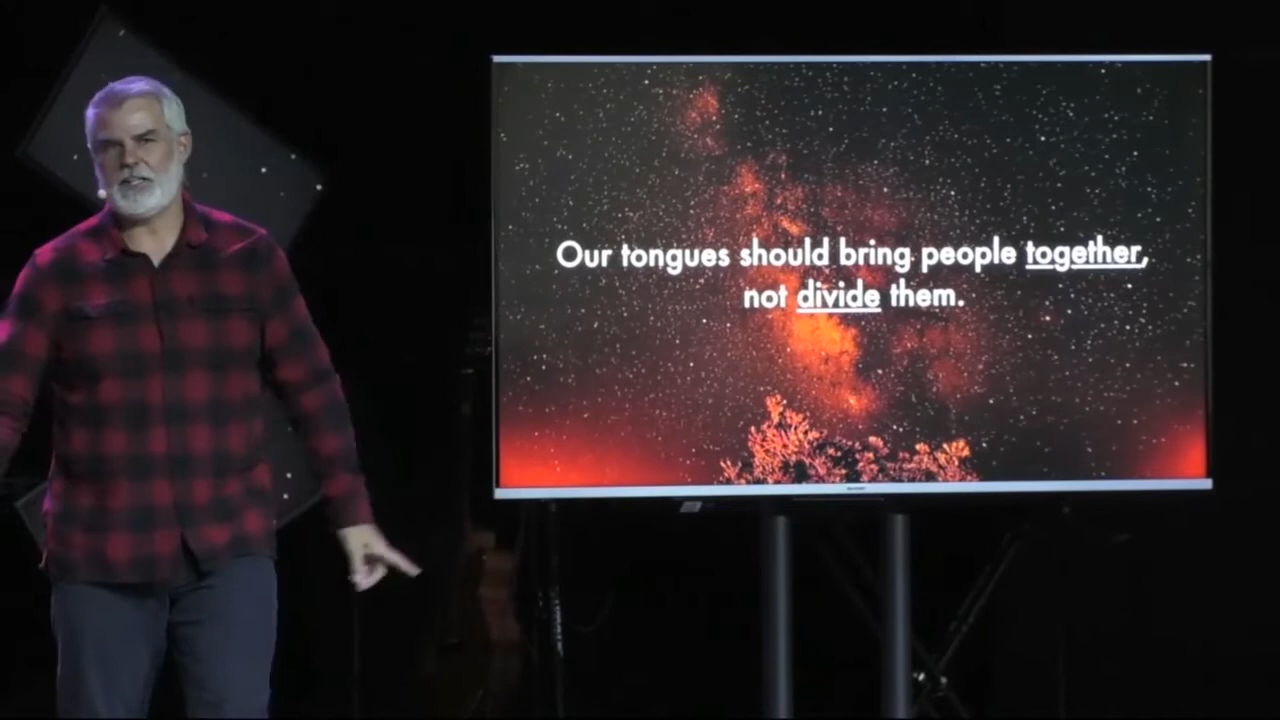 Our tongues should bring people together,
not divide them.